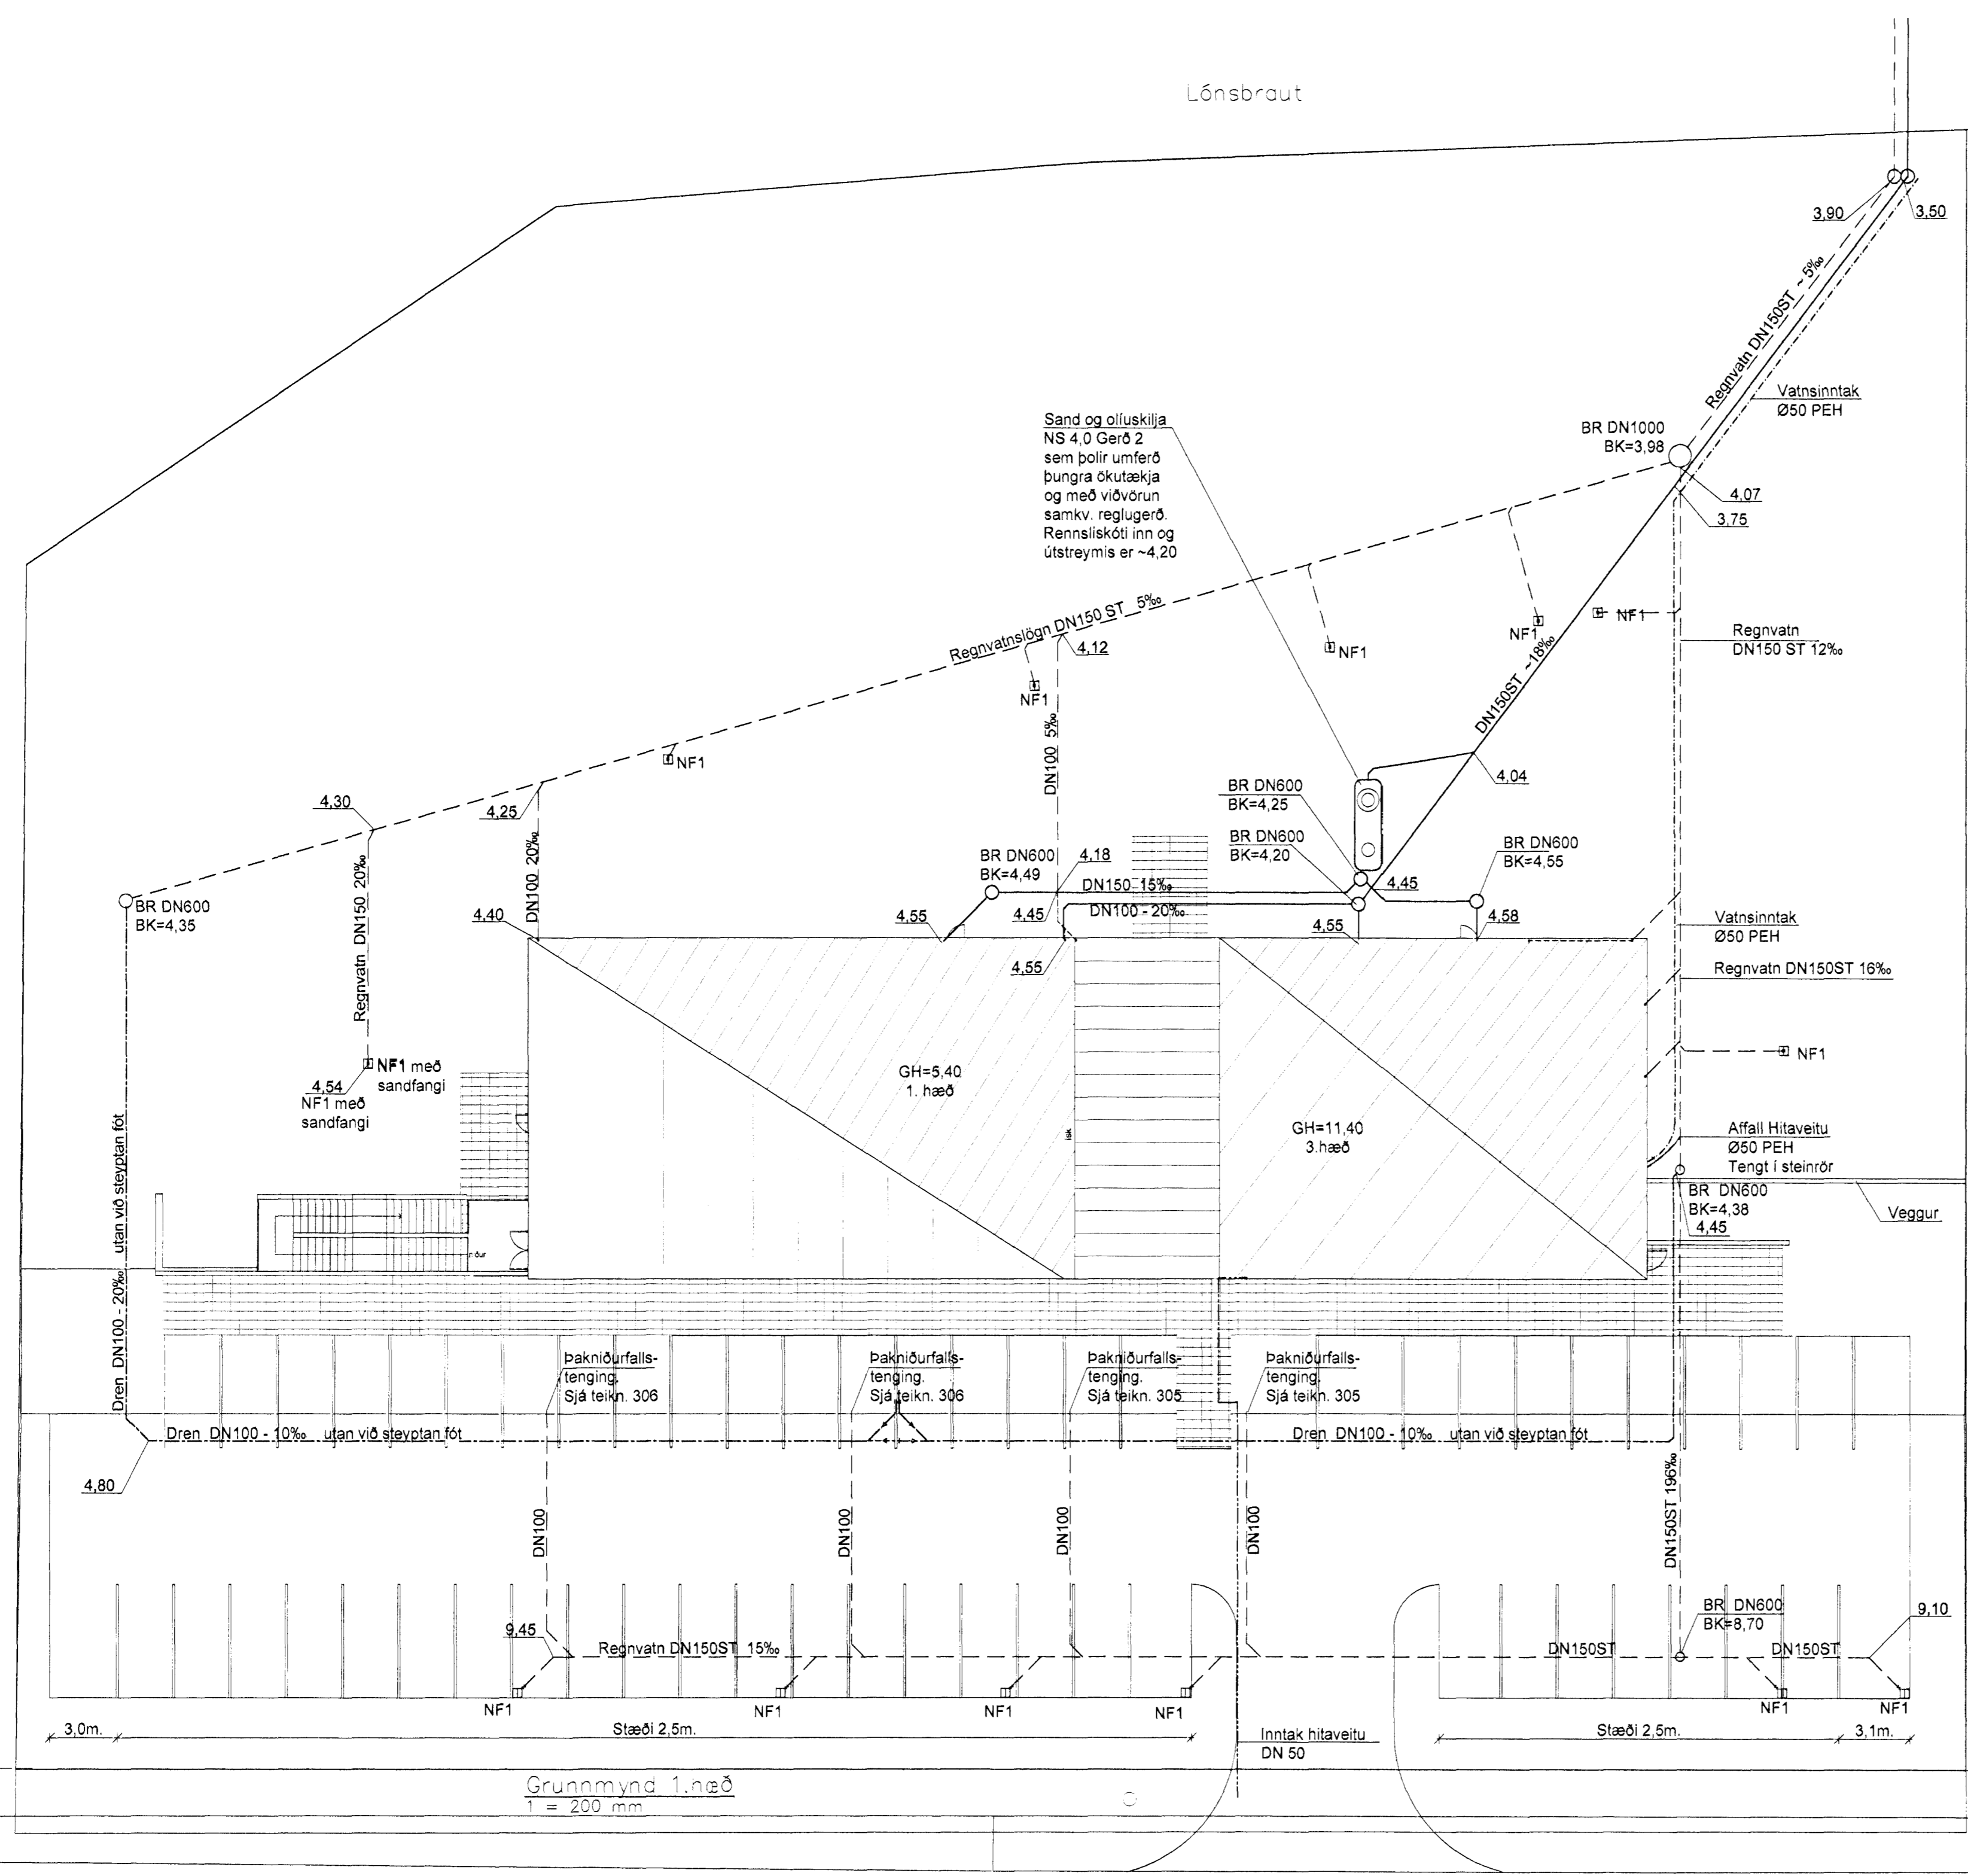 Lónsbraut
3,90
3,50
Regnvatn DN150ST ~ 5‰
Vatnsinntak
Ø50 PEH
Sand og olíuskilja
NS 4,0 Gerð 2
sem þolir umferð
þungra ökutækja
og með viðvörun
samkv. reglugerð.
Rennsliskóti inn og
útstreymis er ~4,20
BR DN1000
BK=3,98
4,07
3,75
Regnvatnslögn DN150 ST 5‰
4,12
NF1
NF1
NF1
NF1
NF1
Regnvatn
DN150 ST 12‰
DN150ST ~18‰
DN100 5‰
4,04
4,30
4,25
BR DN600
BK=4,25
BR DN600
BK=4,20
BR DN600
BK=4,55
BR DN600
BK=4,49
4,18
DN150 15‰
4,45
DN100 - 20‰
BR DN600
BK=4,35
Regnvatn DN150 20‰
DN100 20‰
4,40
4,55
4,45
4,55
4,55
4,58
Vatnsinntak
Ø50 PEH
Regnvatn DN150ST 16‰
NF1
NF1 með
sandfangi
4,54
NF1 með
sandfangi
GH=5,40
1. hæð
GH=11,40
3.hæð
ísk
Affall Hitaveitu
Ø50 PEH
Tengt í steinrör
BR DN600
BK=4,38
4,45
Veggur
niður
Dren DN100 - 20‰ utan við steyptan fót
Þakniðurfalls-
tenging.
Sjá teikn. 306
Þakniðurfalls-
tenging.
Sjá teikn. 306
Þakniðurfalls-
tenging.
Sjá teikn. 305
Þakniðurfalls-
tenging.
Sjá teikn. 305
Dren DN100 - 10‰ utan við steyptan fót
Dren DN100 - 10‰ utan við steyptan fót
4,80
DN100
DN100
DN100
DN100
DN150ST 196‰
9,45
Regnvatn DN150ST 15‰
DN150ST
BR DN600
BK=8,70
DN150ST
9,10
NF1
NF1
NF1
NF1
NF1
NF1
3,0m.
Stæði 2,5m.
Stæði 2,5m.
3,1m.
Inntak hitaveitu
DN 50
Grunnmynd 1.hæð
1 = 200 mm